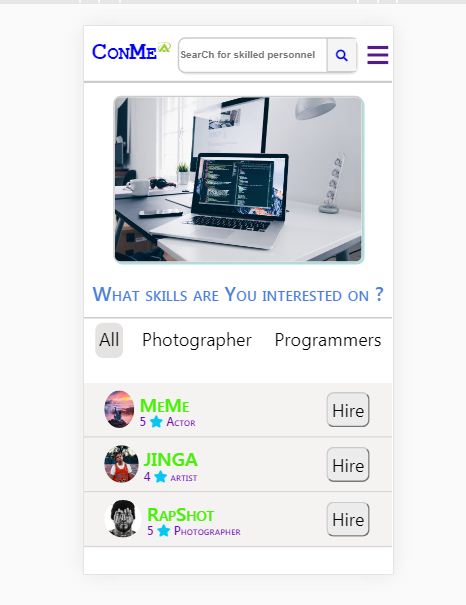 ConMe
SearCh for skilled personnel
What skills are You interested on ?
All Photographer Programmers
MeMe
5 Actor
Hire
JINGA
4 artist
Hire
RapShot
5 Photographer
Hire